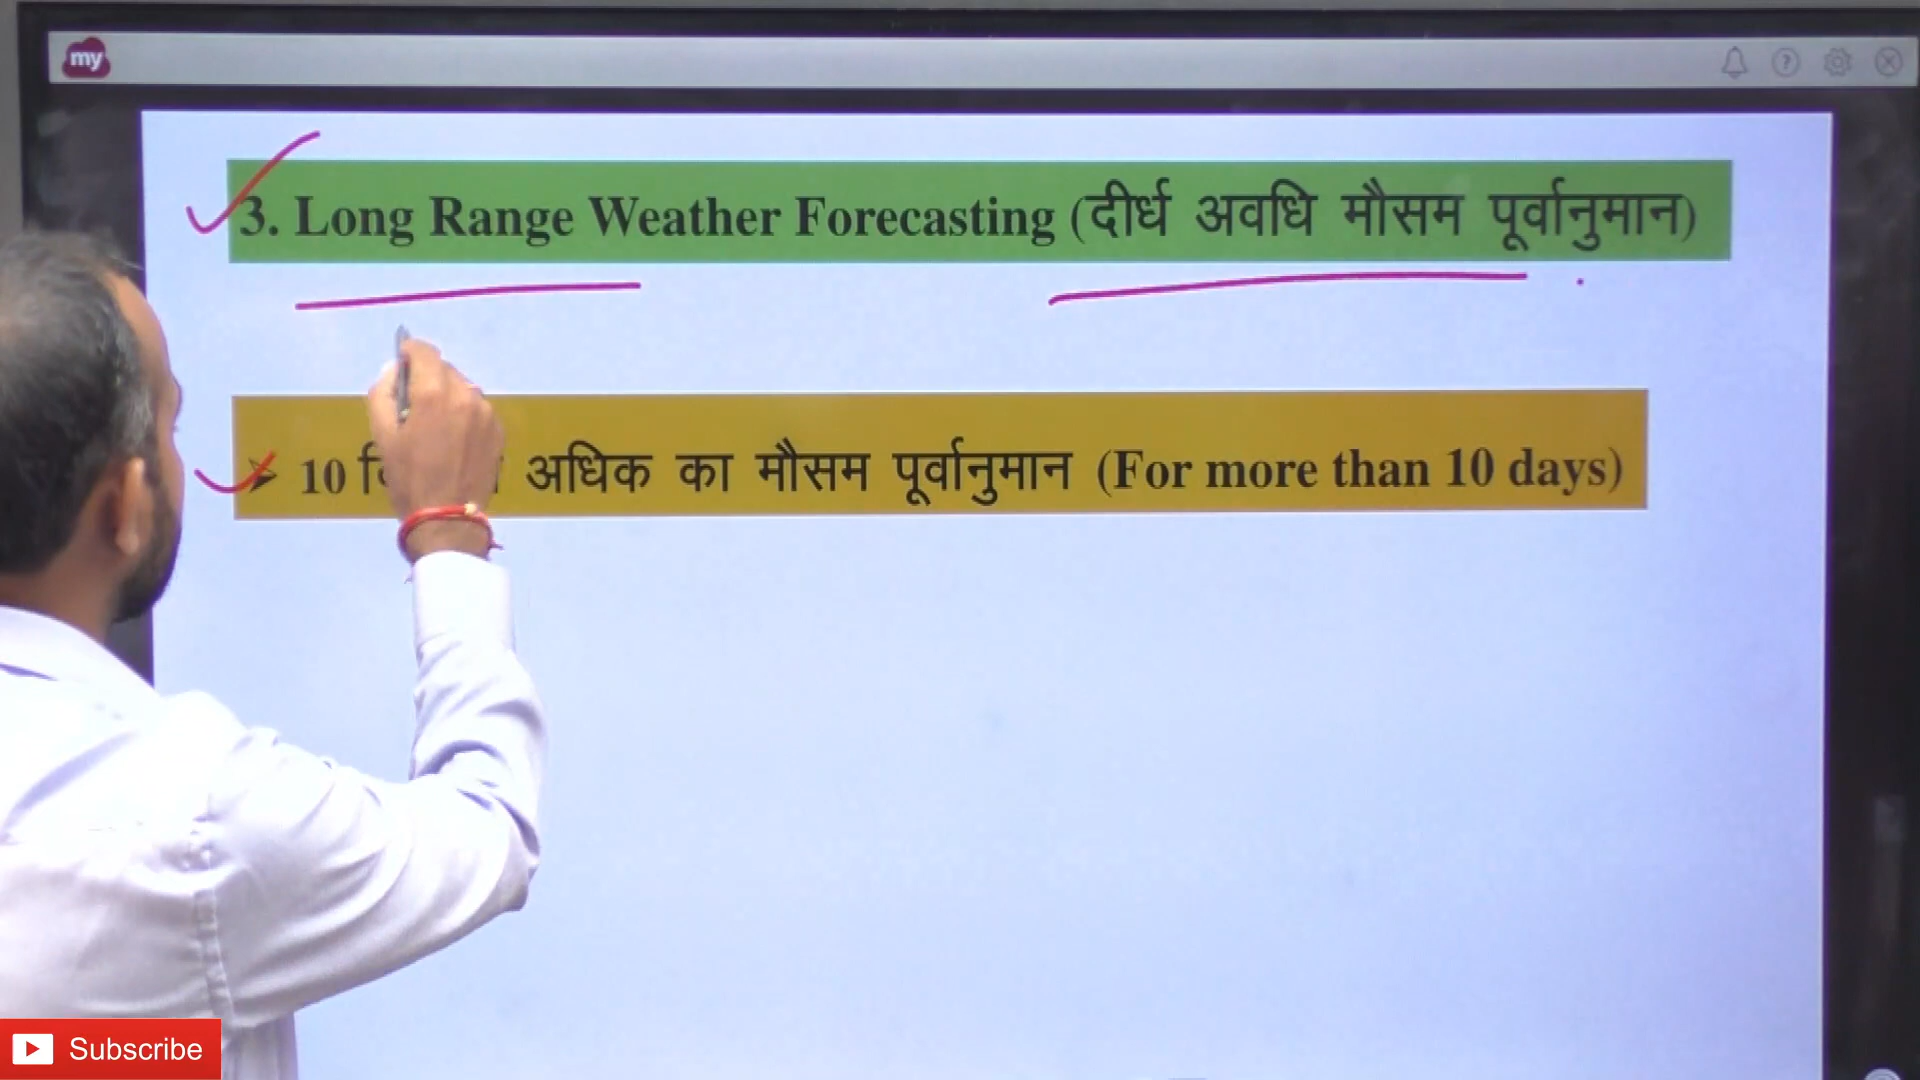 my
3. Long Range Weather Forecasting (दीर्ध अवधि मौसम पूर्वानुमान)
10 अधिक का मौसम पूर्वानुमान (For more than 10 days)
Subscribe